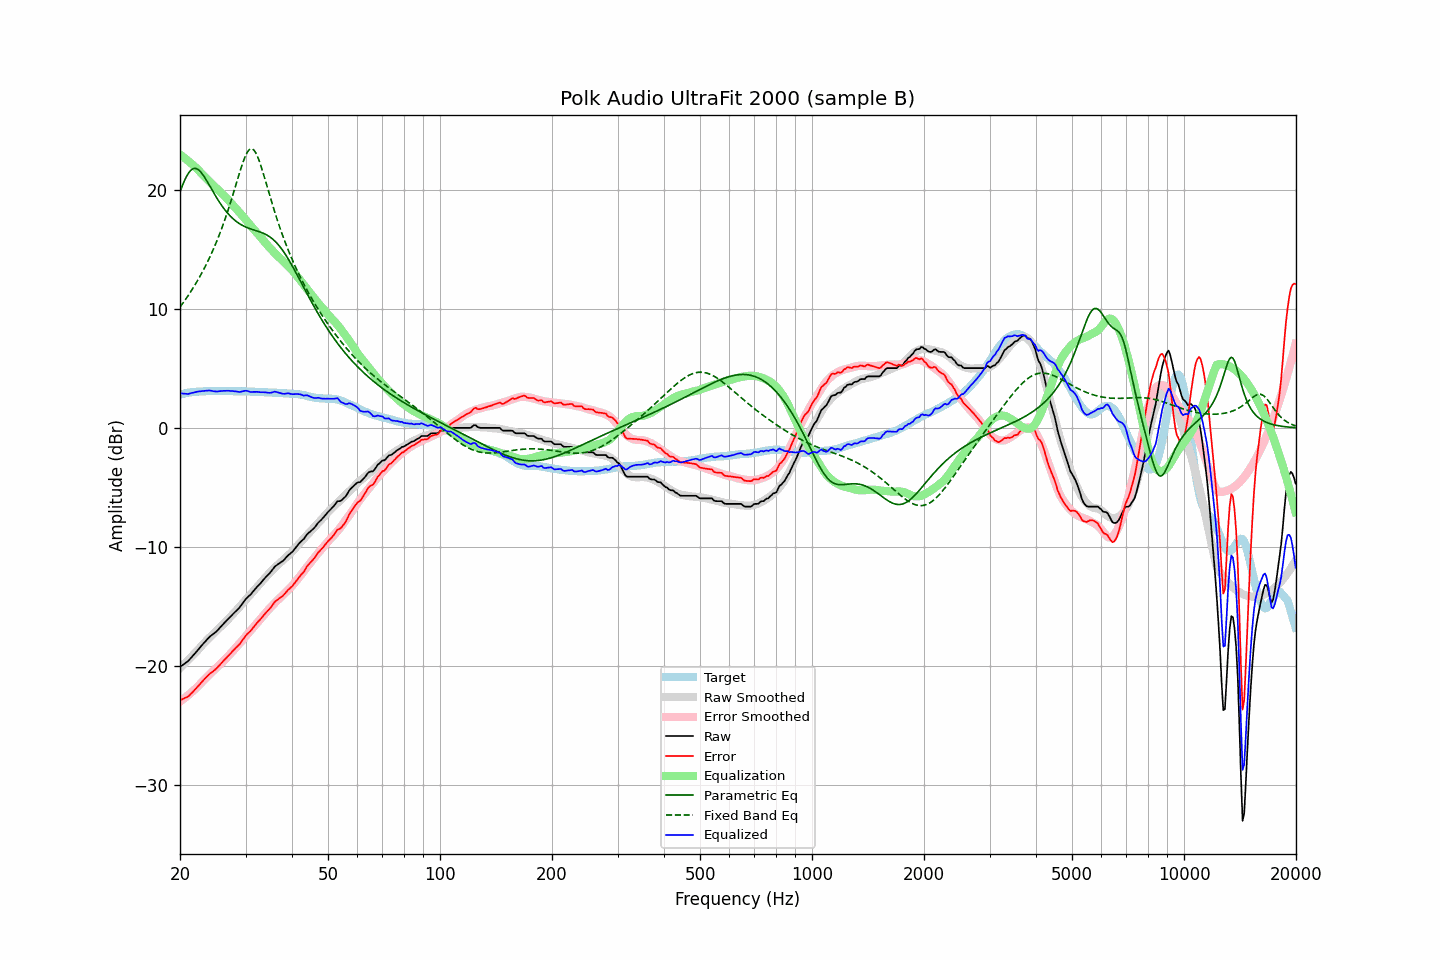 Polk Audio UltraFit 2000 (sample B)
Amplitude (dBr)
20
10
0
−10
−20
−30
Target
Raw Smoothed
Error Smoothed
Raw
Error
Equalization
Parametric Eq
Fixed Band Eq
Equalized
20 50 100 200 500 1000 2000 5000 10000 20000
Frequency (Hz)